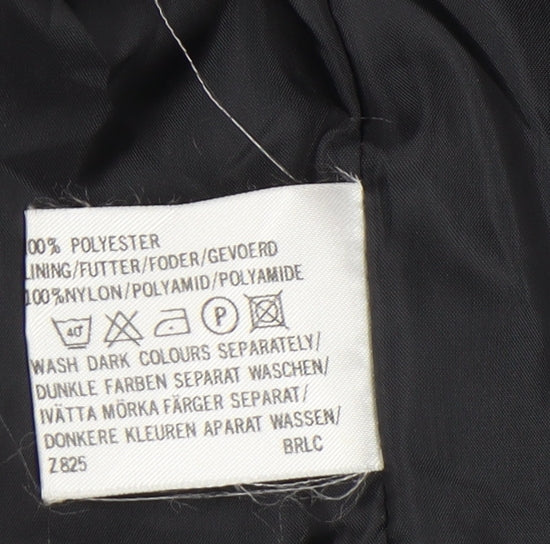 00% POLYESTER
LINING/FUTTER/FODER/GEVOERD
100%NYLON/POLYAMID/POLYAMIDE
40° P
WASH DARK COLOURS SEPARATELY/
DUNKLE FARBEN SEPARAT WASCHEN/
IVÄTTA MÖRKA FÄRGER SEPARAT/
DONKERE KLEUREN APARAT WASSEN/
Z825 BRLC